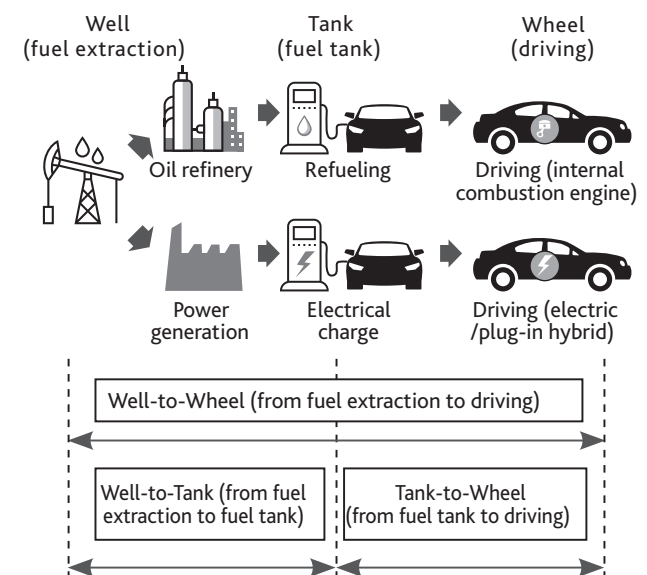 Well
(fuel extraction)
Tank
(fuel tank)
Wheel
(driving)
Oil refinery
Refueling
Driving (internal
combustion engine)
Power
generation
Electrical
charge
Driving (electric
/plug-in hybrid)
Well-to-Wheel (from fuel extraction to driving)
Well-to-Tank (from fuel
extraction to fuel tank)
Tank-to-Wheel
(from fuel tank to driving)